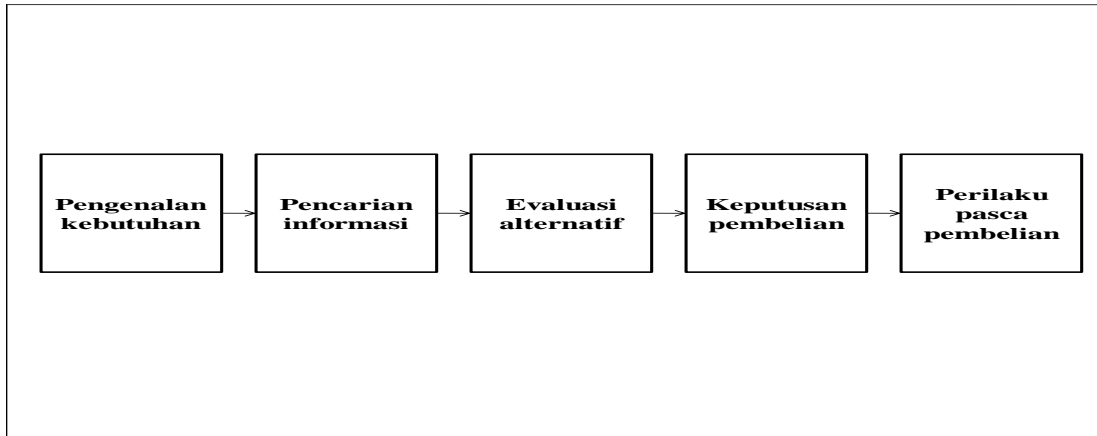 Pengenalan
kebutuhan
Pencarian
informasi
Evaluasi
alternatif
Keputusan
pembelian
Perilaku
pasca
pembelian